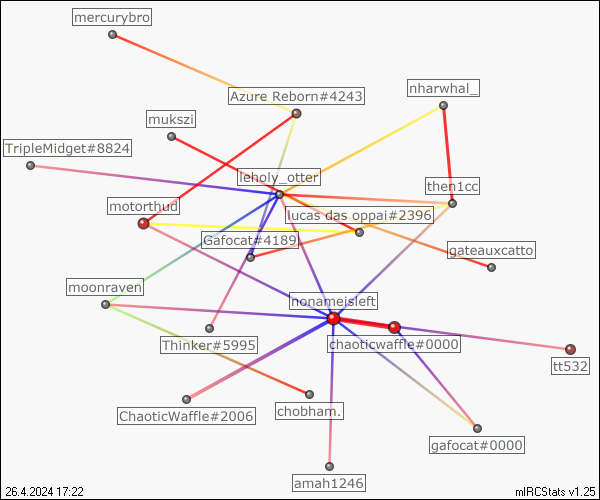 mercurybro
Azure Reborn#4243
nharwhal_
mukszi
TripleMidget#8824
leholy_otter
then1cc
motorthud
lucas das oppai#2396
Gafocat#4189
gateauxcatto
moonraven
nonameisleft
Thinker#5995
chaoticwaffle#0000
tt532
ChaoticWaffle#2006
chobham.
gafocat#0000
amah1246
26.4.2024 17:22
mIRCStats v1.25